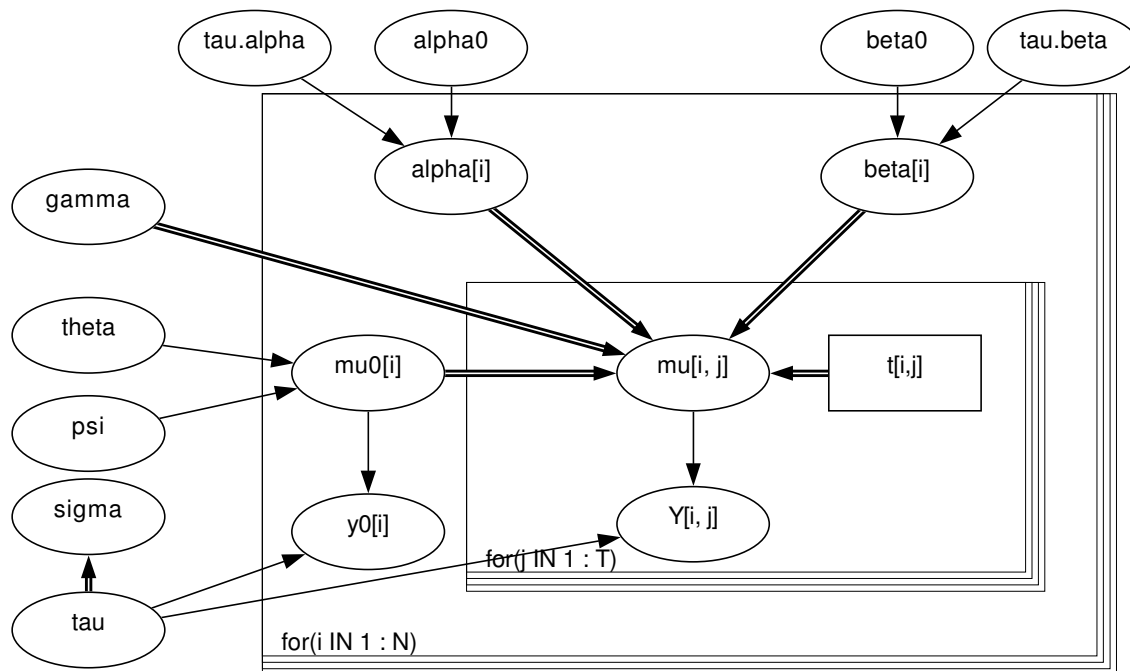 tau.alpha
alpha0
beta0
tau.beta
alpha[i]
beta[i]
gamma
theta
mu0[i]
mu[i, j]
t[i,j]
psi
sigma
y0[i]
Y[i, j]
for(j IN 1 : T)
tau
for(i IN 1 : N)